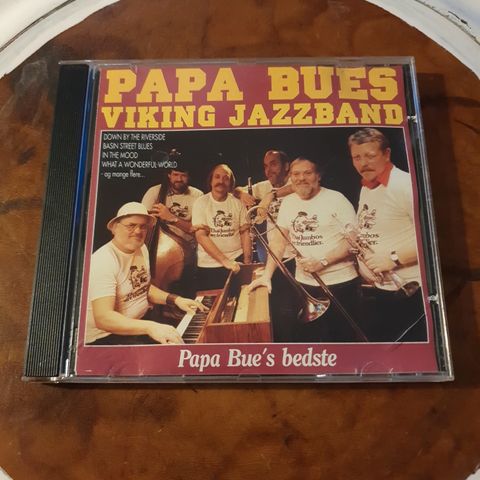 PAPA BUES
VIKING JAZZBAND
DOWN BY THE RIVERSIDE
BASIN STREET BLUES
IN THE MOOD
WHAT A WONDERFUL WORLD
- og mange flere...
Papa Bue's bedste